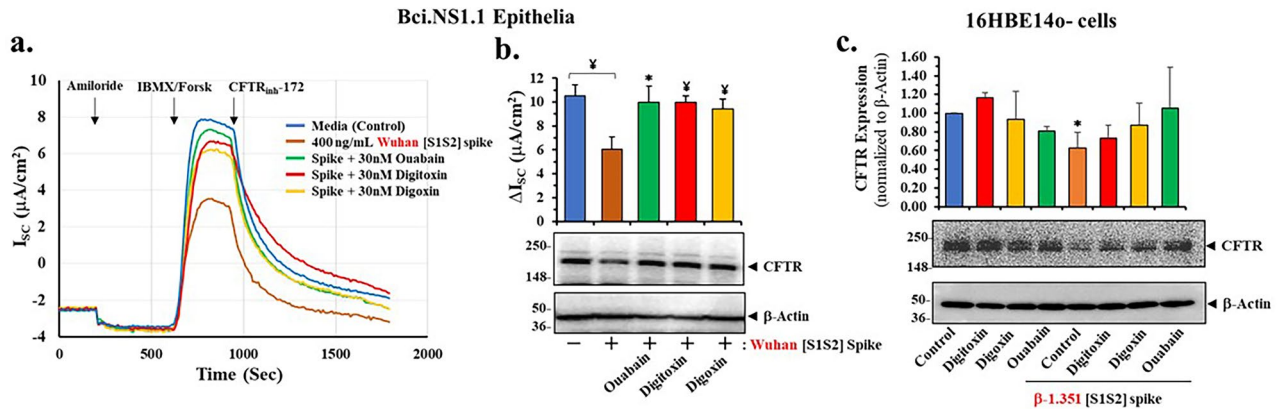 Bci.NS1.1 Epithelia
16HBE14o- cells
a.
Amiloride
IBMX/Forsk
CFTRinh-172
Media (Control)
400 ng/mL Wuhan [S1S2] spike
Spike + 30nM Ouabain
Spike + 30nM Digitoxin
Spike + 30nM Digoxin
ISC (µA/cm²)
10
8
6
4
2
0
-2
-4
0
500
1000
1500
2000
Time (Sec)
b.
ΔISC (µA/cm²)
12
10
8
6
4
2
0
¥
*
¥
¥
250-
148-
CFTR
50-
36-
β-Actin
− + + + + : Wuhan [S1S2] Spike
Ouabain
Digitoxin
Digoxin
c.
CFTR Expression
(normalized to β-Actin)
1.60
1.40
1.20
1.00
0.80
0.60
0.40
0.20
0.00
*
250-
148-
CFTR
50-
36-
β-Actin
Control
Digitoxin
Digoxin
Ouabain
Control
Digitoxin
Digoxin
Ouabain
β-1.351 [S1S2] spike